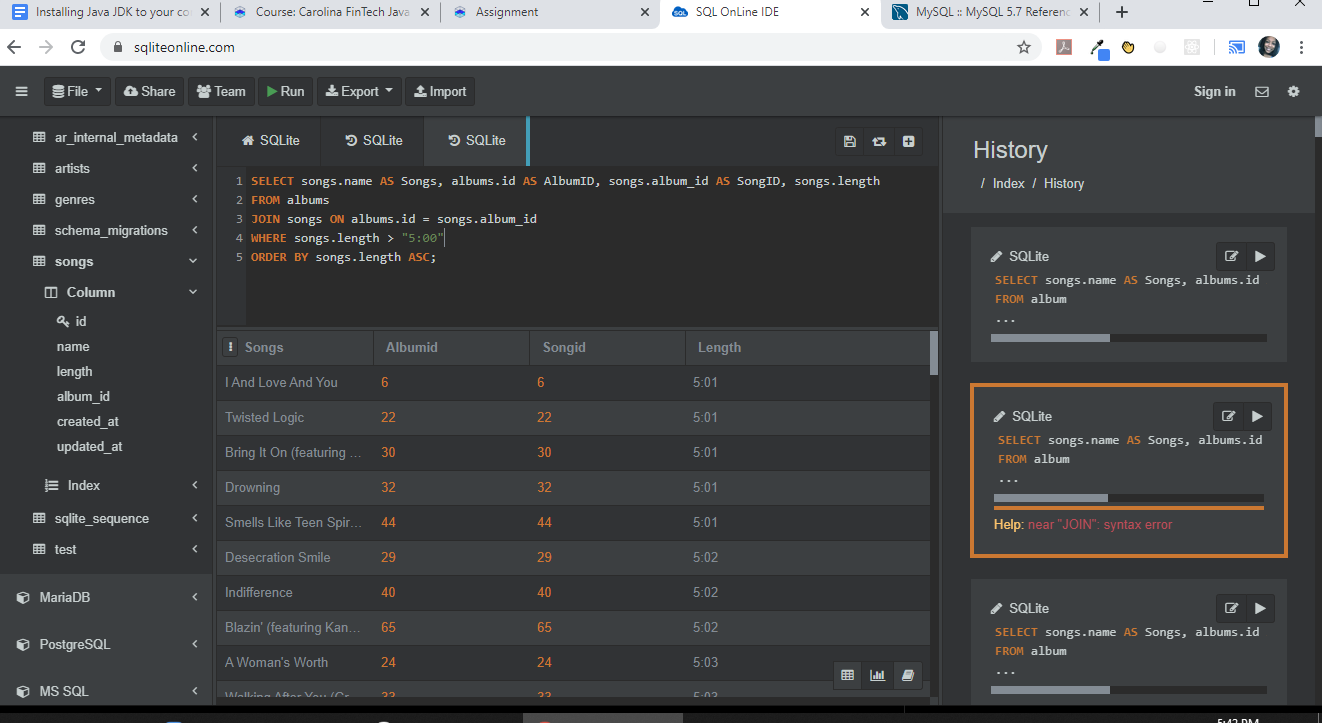 Installing Java JDK to your co
Course: Carolina FinTech Java
Assignment
SQL OnLine IDE
MySQL :: MySQL 5.7 Referenc
sqliteonline.com
File
Share
Team
Run
Export
Import
Sign in
ar_internal_metadata
artists
genres
schema_migrations
songs
Column
id
name
length
album_id
created_at
updated_at
Index
sqlite_sequence
test
MariaDB
PostgreSQL
MS SQL
SQLite
SQLite
SQLite
1 SELECT songs.name AS Songs, albums.id AS AlbumID, songs.album_id AS SongID, songs.length
2 FROM albums
3 JOIN songs ON albums.id = songs.album_id
4 WHERE songs.length > "5:00"
5 ORDER BY songs.length ASC;
Songs Albumid Songid Length
I And Love And You 6 6 5:01
Twisted Logic 22 22 5:01
Bring It On (featuring ... 30 30 5:01
Drowning 32 32 5:01
Smells Like Teen Spir... 44 44 5:01
Desecration Smile 29 29 5:02
Indifference 40 40 5:02
Blazin' (featuring Kan... 65 65 5:02
A Woman's Worth 24 24 5:03
History
/ Index / History
SQLite
SELECT songs.name AS Songs, albums.id
FROM album
...
SQLite
SELECT songs.name AS Songs, albums.id
FROM album
...
Help: near "JOIN": syntax error
SQLite
SELECT songs.name AS Songs, albums.id
FROM album
...
5:42 PM